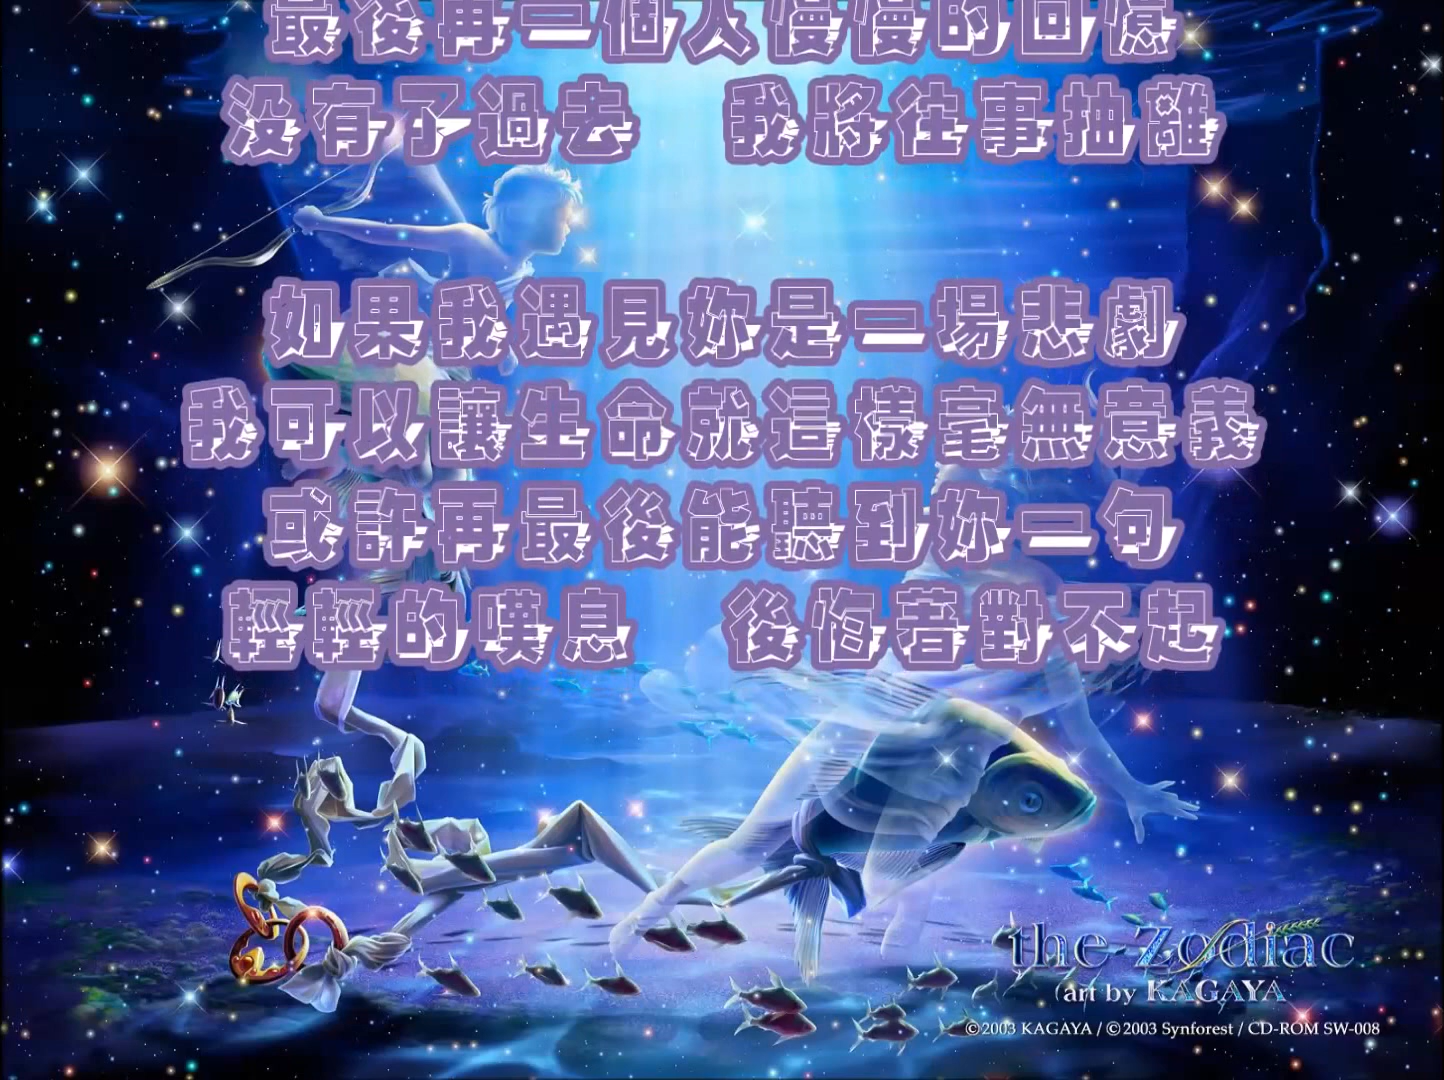 最後再一個人慢慢的回憶
沒有了過去　我將往事抽離
如果我遇見妳是一場悲劇
我可以讓生命就這樣毫無意義
或許再最後能聽到妳一句
輕輕的嘆息　後悔著對不起
the Zodiac
art by KAGAYA
©2003 KAGAYA / ©2003 Synforest / CD-ROM SW-008